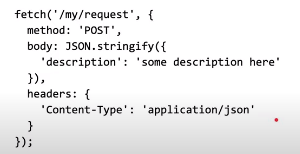 fetch('/my/request', {
  method: 'POST',
  body: JSON.stringify({
    'description': 'some description here'
  }),
  headers: {
    'Content-Type': 'application/json'
  }
});